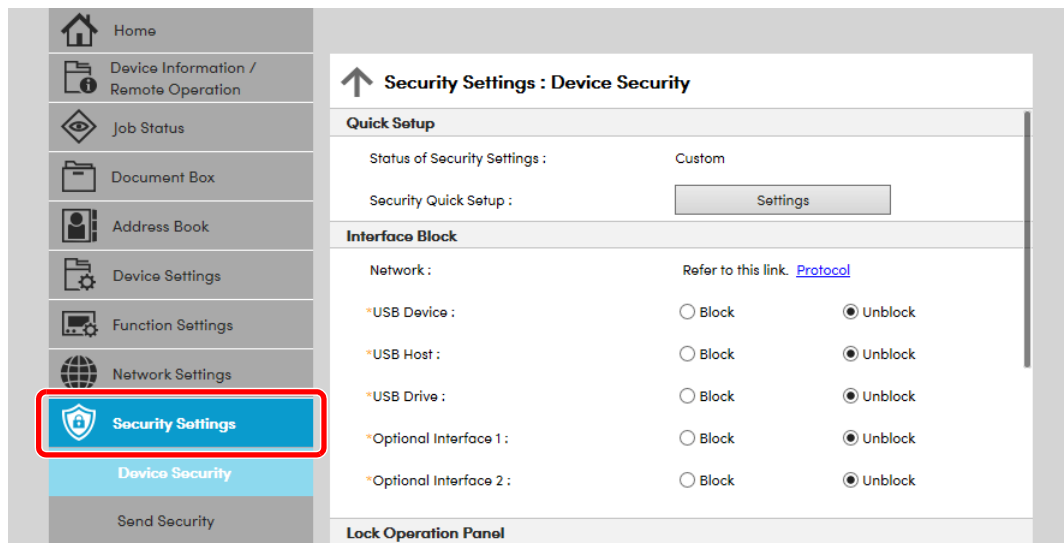 Home
Device Information /
Remote Operation
Job Status
Document Box
Address Book
Device Settings
Function Settings
Network Settings
Security Settings
Device Security
Send Security
Security Settings : Device Security
Quick Setup
Status of Security Settings : Custom
Security Quick Setup : Settings
Interface Block
Network : Refer to this link. Protocol
*USB Device : Block Unblock
*USB Host : Block Unblock
*USB Drive : Block Unblock
*Optional Interface 1 : Block Unblock
*Optional Interface 2 : Block Unblock
Lock Operation Panel